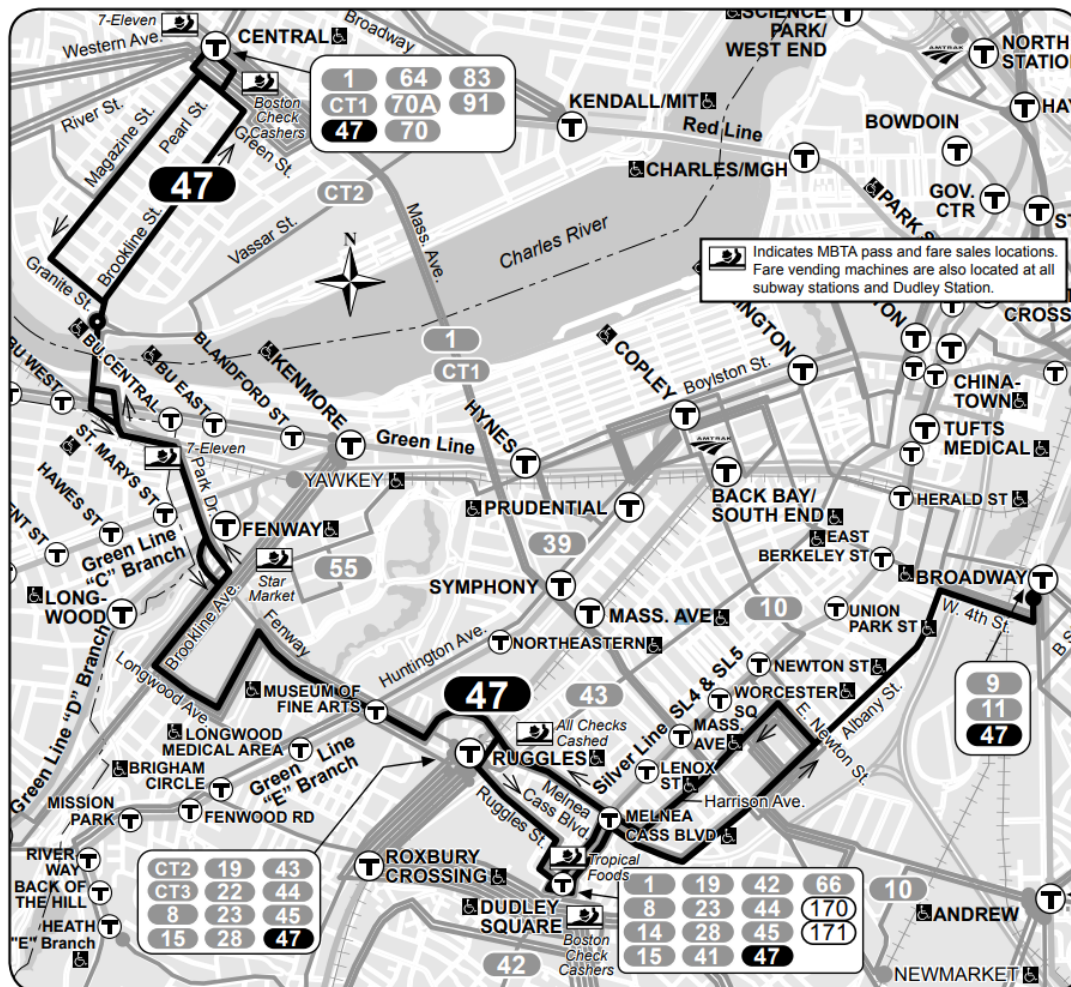 7-Eleven
Western Ave.
CENTRAL
Broadway
SCIENCE
PARK/
WEST END
AMTRAK
NORTH
STATION
1 64 83
CT1 70A 91
47 70
River St.
Magazine St.
Pearl St.
Boston
Check
Cashers
Green St.
KENDALL/MIT
Red Line
CHARLES/MGH
BOWDOIN
HAY
GOV.
CTR
PARK S
ST
47
CT2
Mass. Ave.
Vassar St.
Brookline St.
Granite St.
N
Charles River
Indicates MBTA pass and fare sales locations.
Fare vending machines are also located at all
subway stations and Dudley Station.
1
CT1
INGTON
TON
CROSS
BU WEST
BU CENTRAL
BU EAST
BLANDFORD ST
KENMORE
HYNES
COPLEY
Boylston St.
CHINA-
TOWN
TUFTS
MEDICAL
Green Line
7-Eleven
ST. MARYS ST
HAWES ST
ENT ST
Park Dr.
YAWKEY
AMTRAK
BACK BAY/
SOUTH END
HERALD ST
PRUDENTIAL
FENWAY
Green Line
"C" Branch
Star
Market
55
39
EAST
BERKELEY ST
BROADWAY
LONG-
WOOD
Brookline Ave.
Fenway
SYMPHONY
MASS. AVE
10
UNION
PARK ST
W. 4th St.
B S
Huntington Ave.
NORTHEASTERN
Green Line "D" Branch
Longwood Ave.
MUSEUM OF
FINE ARTS
47
43
Silver Line SL4 & SL5
NEWTON ST
WORCESTER
SQ
E. Newton St.
Albany St.
9
11
47
LONGWOOD
MEDICAL AREA
All Checks
Cashed
RUGGLES
MASS.
AVE
LENOX
ST
Harrison Ave.
BRIGHAM
CIRCLE
Green Line
"E" Branch
MISSION
PARK
FENWOOD RD
Ruggles St.
Melnea
Cass Blvd.
MELNEA
CASS BLVD
RIVER
WAY
BACK OF
THE HILL
HEATH
"E" Branch
CT2 19 43
CT3 22 44
8 23 45
15 28 47
ROXBURY
CROSSING
Tropical
Foods
DUDLEY
SQUARE
Boston
Check
Cashers
42
1 19 42 66
8 23 44 170
14 28 45 171
15 41 47
10
ANDREW
NEWMARKET